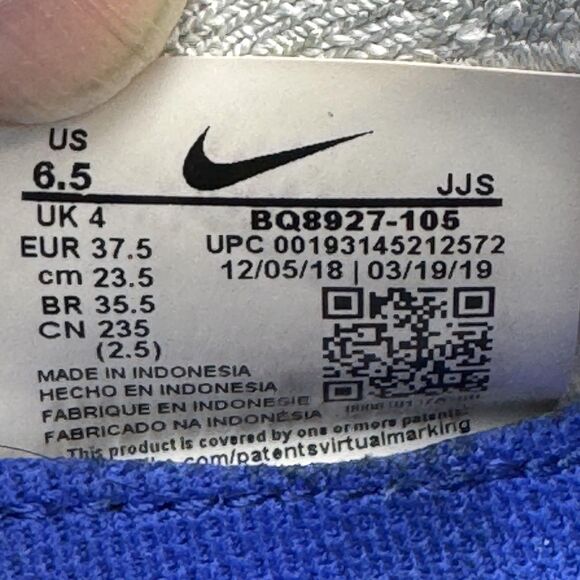 US
6.5
JJS
UK 4
BQ8927-105
EUR 37.5
UPC 00193145212572
cm 23.5
12/05/18 | 03/19/19
BR 35.5
CN 235
(2.5)
MADE IN INDONESIA
HECHO EN INDONESIA
FABRIQUE EN INDONESIE
FABRICADO NA INDONÉSIA
This product is covered by one or more patents
.com/patentsvirtualmarking